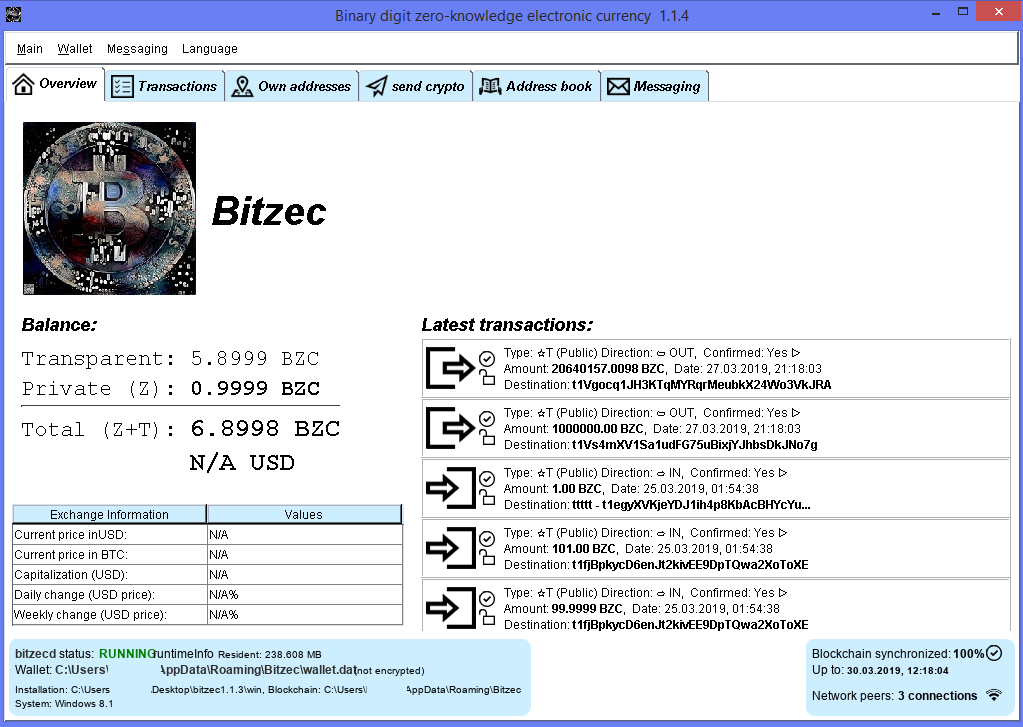 Binary digit zero-knowledge electronic currency 1.1.4
Main Wallet Messaging Language
Overview Transactions Own addresses send crypto Address book Messaging
Bitzec
Balance:
Transparent: 5.8999 BZC
Private (Z): 0.9999 BZC
Total (Z+T): 6.8998 BZC
N/A USD
Exchange Information Values
Current price inUSD: N/A
Current price in BTC: N/A
Capitalization (USD): N/A
Daily change (USD price): N/A%
Weekly change (USD price): N/A%
Latest transactions:
Type: ☆T (Public) Direction: ⇦ OUT, Confirmed: Yes ▷
Amount: 20640157.0098 BZC, Date: 27.03.2019, 21:18:03
Destination: t1Vgocq1JH3KTqMYRqrMeubkX24Wo3VkJRA
Type: ☆T (Public) Direction: ⇦ OUT, Confirmed: Yes ▷
Amount: 1000000.00 BZC, Date: 27.03.2019, 21:18:03
Destination: t1Vs4mXV1Sa1udFG75uBixjYJhbsDkJNo7g
Type: ☆T (Public) Direction: ⇨ IN, Confirmed: Yes ▷
Amount: 1.00 BZC, Date: 25.03.2019, 01:54:38
Destination: ttttt - t1egyXVKjeYDJ1ih4p8KbAcBHYcYu...
Type: ☆T (Public) Direction: ⇨ IN, Confirmed: Yes ▷
Amount: 101.00 BZC, Date: 25.03.2019, 01:54:38
Destination: t1fjBpkycD6enJt2kivEE9DpTQwa2XoToXE
Type: ☆T (Public) Direction: ⇨ IN, Confirmed: Yes ▷
Amount: 99.9999 BZC, Date: 25.03.2019, 01:54:38
Destination: t1fjBpkycD6enJt2kivEE9DpTQwa2XoToXE
bitzecd status: RUNNING runtimeInfo Resident: 238.608 MB
Wallet: C:\Users\ AppData\Roaming\Bitzec\wallet.dat (not encrypted)
Installation: C:\Users .Desktop\bitzec1.1.3\win, Blockchain: C:\Users\ AppData\Roaming\Bitzec
System: Windows 8.1
Blockchain synchronized: 100%
Up to: 30.03.2019, 12:18:04
Network peers: 3 connections